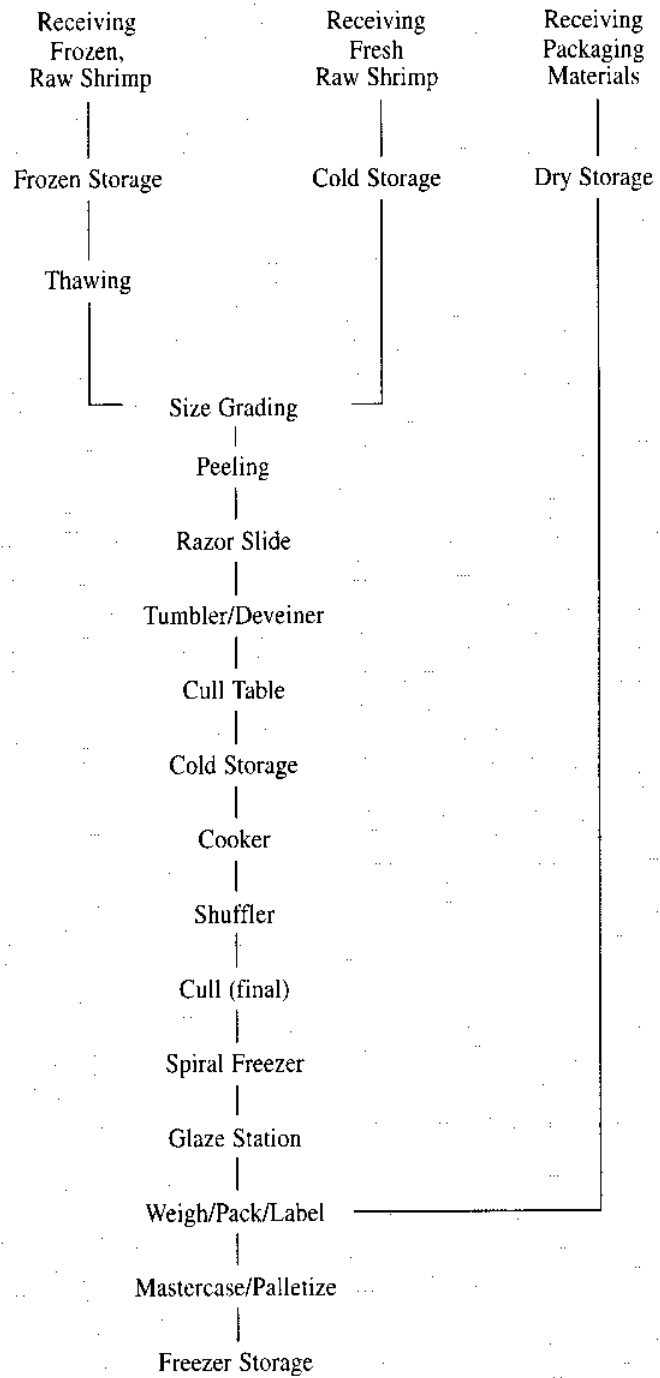 Receiving
Frozen,
Raw Shrimp
Receiving
Fresh
Raw Shrimp
Receiving
Packaging
Materials
Frozen Storage
Cold Storage
Dry Storage
Thawing
Size Grading
Peeling
Razor Slide
Tumbler/Deveiner
Cull Table
Cold Storage
Cooker
Shuffler
Cull (final)
Spiral Freezer
Glaze Station
Weigh/Pack/Label
Mastercase/Palletize
Freezer Storage